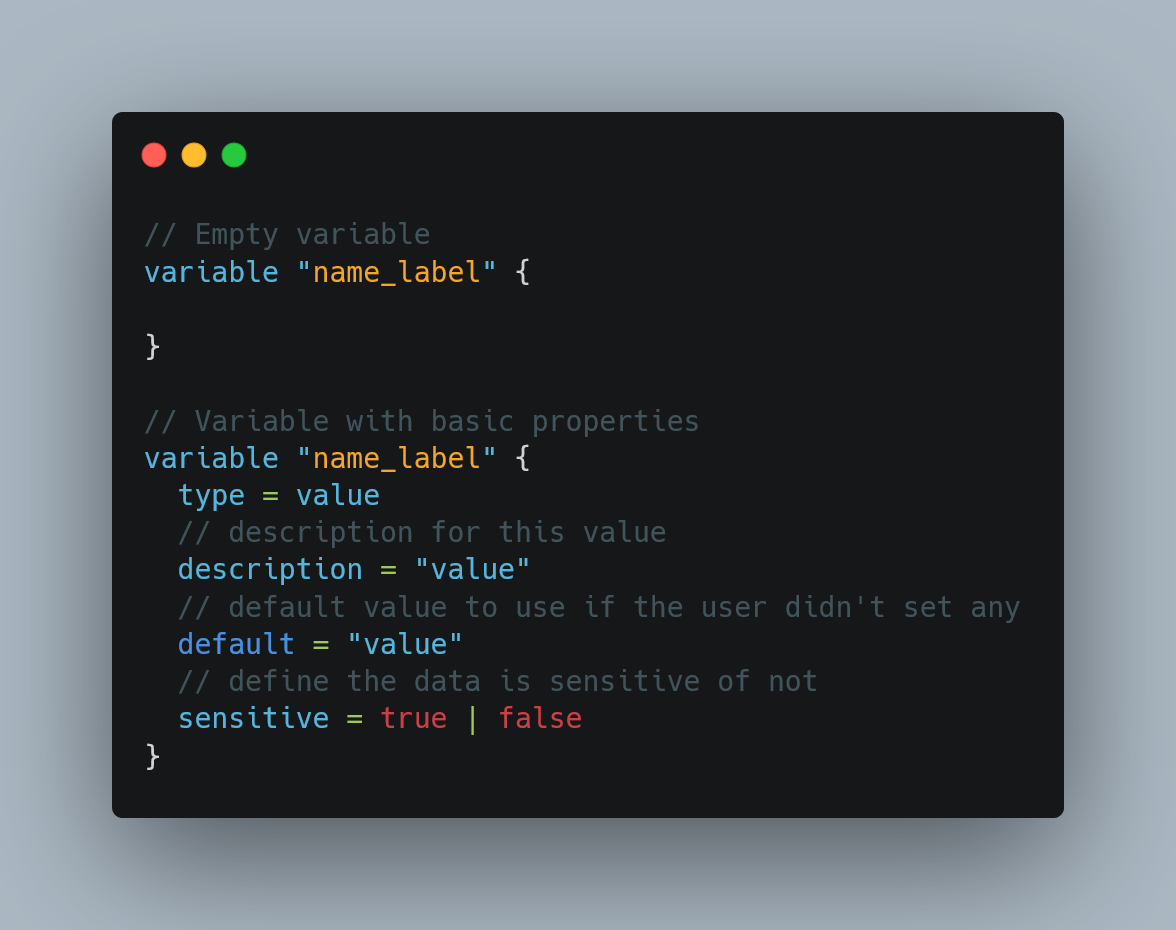 // Empty variable
variable "name_label" {
}
// Variable with basic properties
variable "name_label" {
type = value
// description for this value
description = "value"
// default value to use if the user didn't set any
default = "value"
// define the data is sensitive of not
sensitive = true | false
}